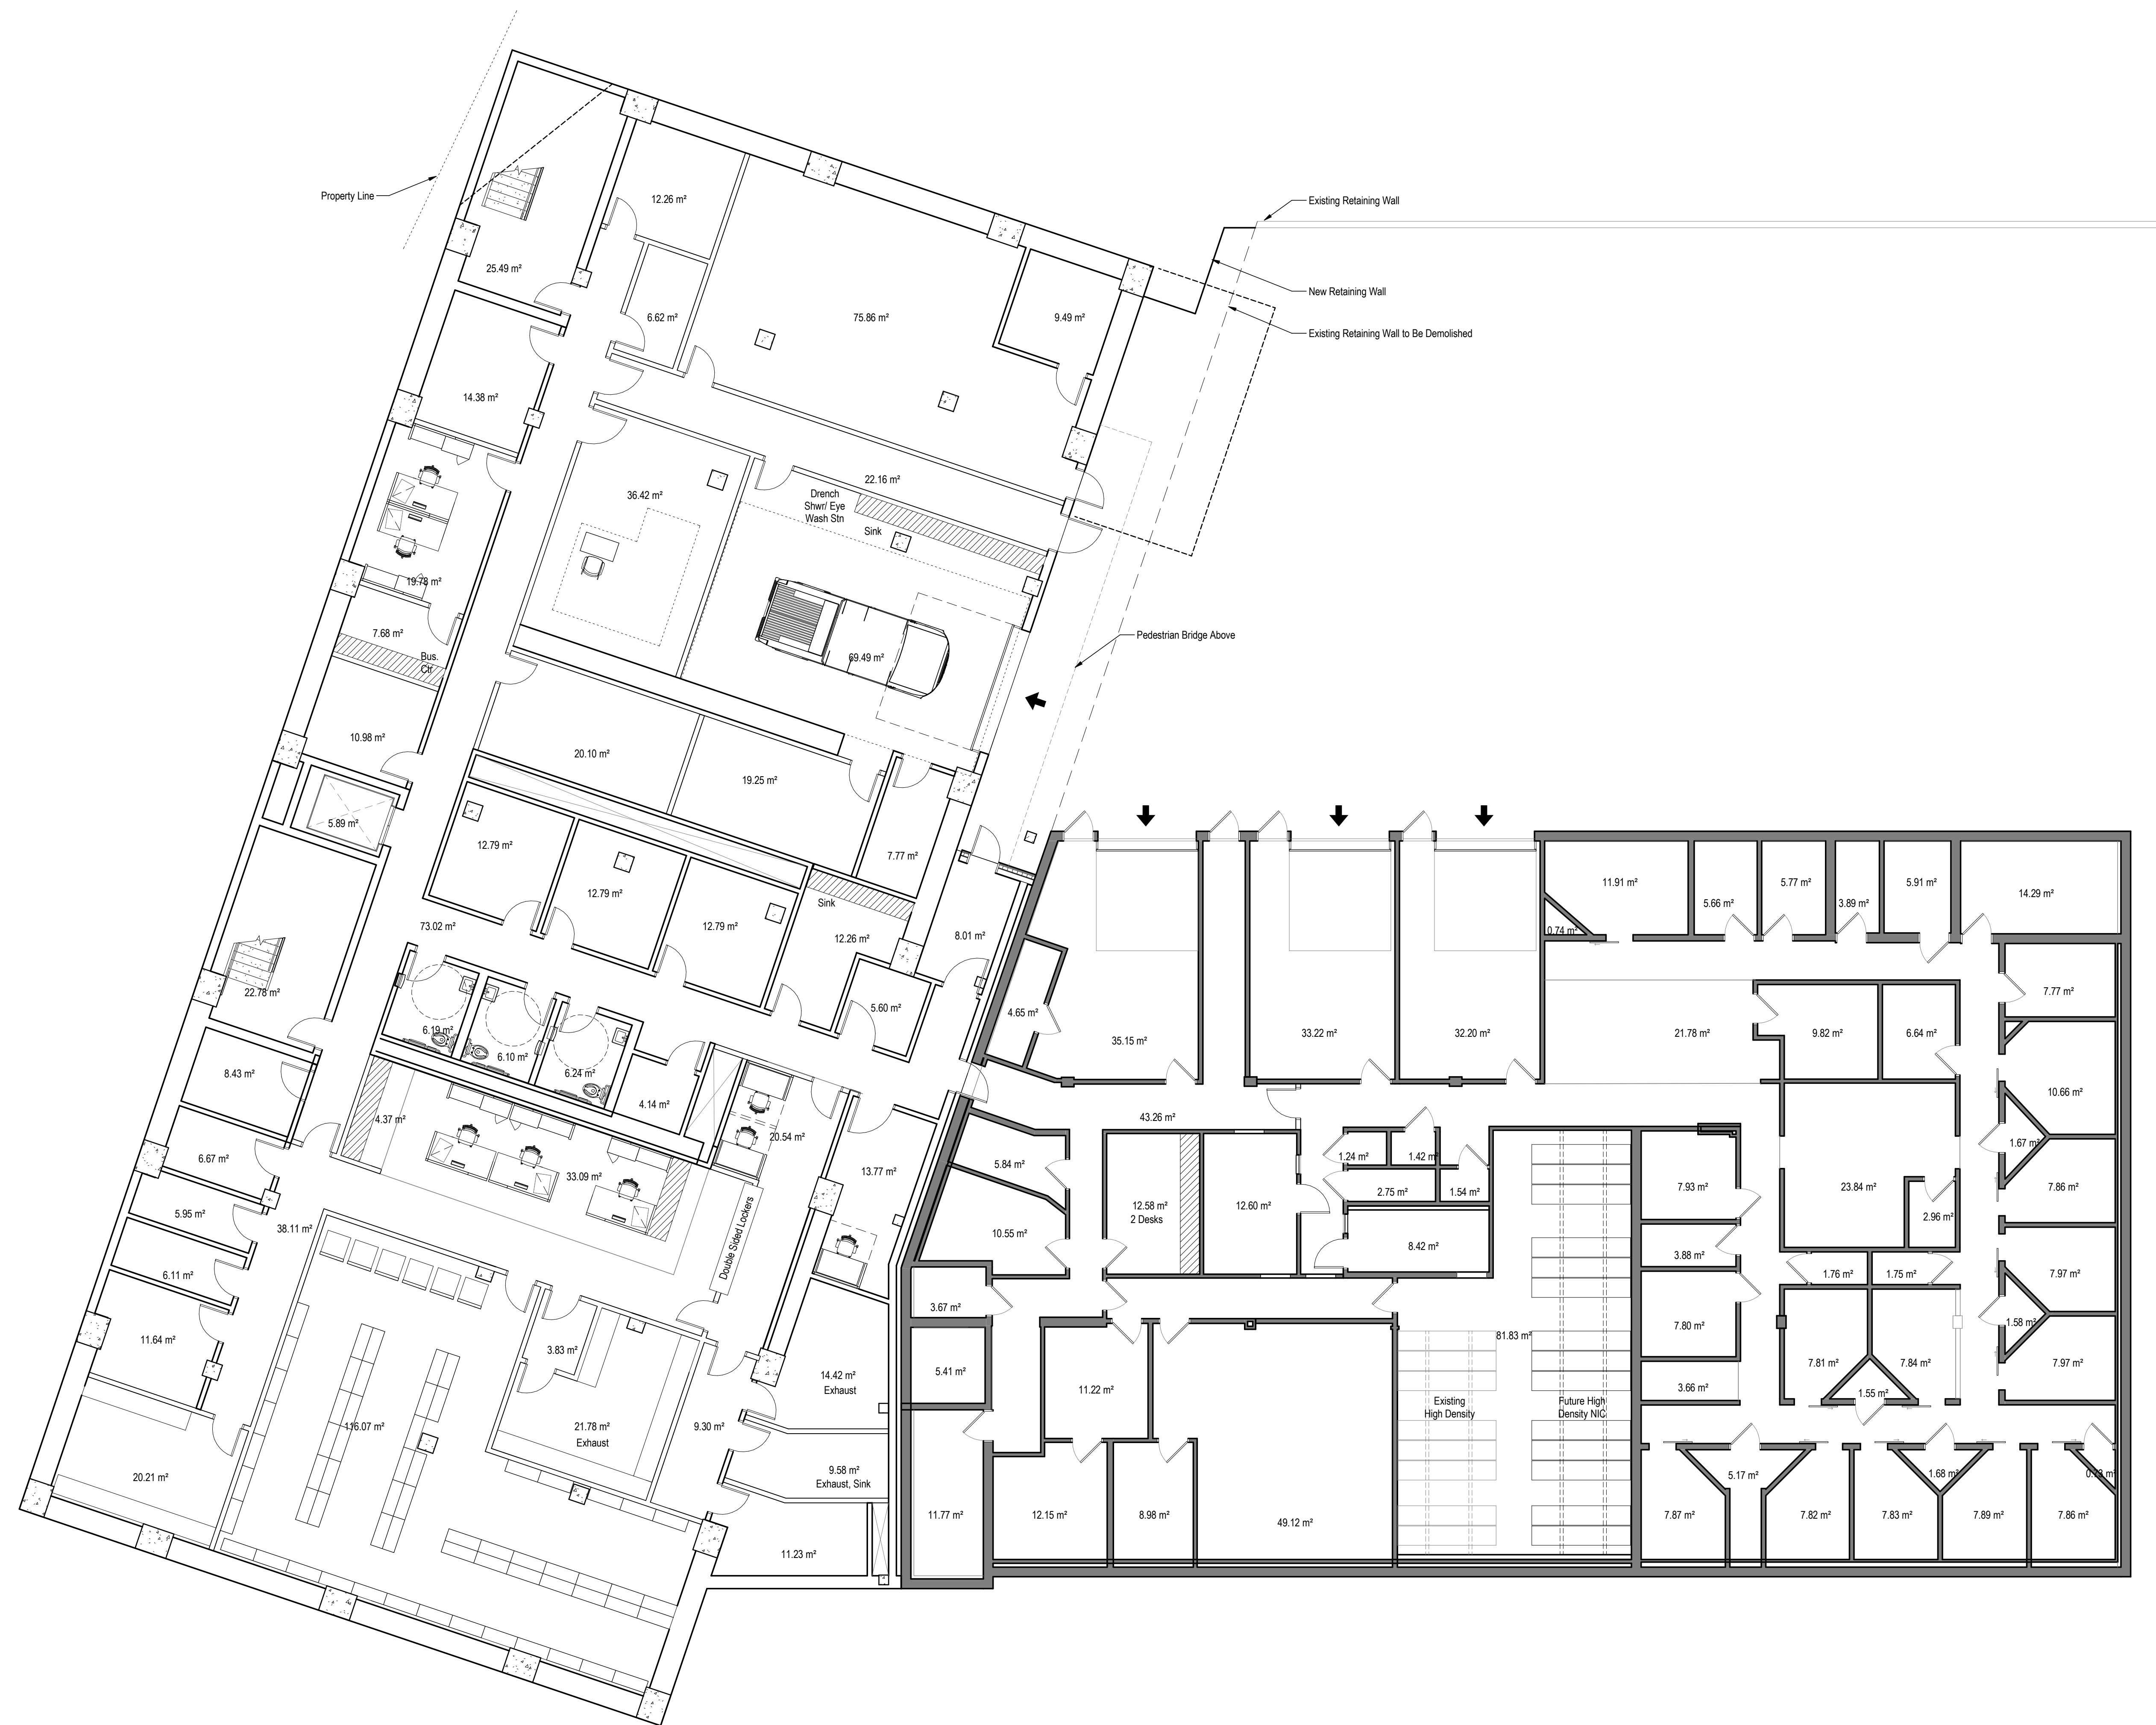 Property Line
12.26 m²
Existing Retaining Wall
25.49 m²
New Retaining Wall
6.62 m²
75.86 m²
9.49 m²
Existing Retaining Wall to Be Demolished
14.38 m²
22.16 m²
36.42 m²
Drench
Shwr/ Eye
Wash Stn
Sink
19.78 m²
7.68 m²
Bus.
Ctr
69.49 m²
Pedestrian Bridge Above
10.98 m²
20.10 m²
19.25 m²
5.89 m²
12.79 m²
7.77 m²
12.79 m²
Sink
12.79 m²
12.26 m²
8.01 m²
73.02 m²
22.78 m²
5.60 m²
6.19 m²
6.10 m²
6.24 m²
8.43 m²
4.37 m²
4.14 m²
20.54 m²
6.67 m²
33.09 m²
13.77 m²
5.95 m²
38.11 m²
Double Sided Lockers
6.11 m²
11.64 m²
3.83 m²
14.42 m²
Exhaust
116.07 m²
21.78 m²
Exhaust
9.30 m²
20.21 m²
9.58 m²
Exhaust, Sink
11.23 m²
11.91 m²
5.66 m²
5.77 m²
3.89 m²
5.91 m²
14.29 m²
0.74 m²
4.65 m²
35.15 m²
33.22 m²
32.20 m²
21.78 m²
9.82 m²
6.64 m²
7.77 m²
10.66 m²
43.26 m²
1.67 m²
5.84 m²
1.24 m²
1.42 m²
2.75 m²
1.54 m²
12.58 m²
2 Desks
12.60 m²
7.93 m²
23.84 m²
2.96 m²
7.86 m²
10.55 m²
8.42 m²
3.88 m²
1.76 m²
1.75 m²
7.97 m²
3.67 m²
81.83 m²
7.80 m²
1.58 m²
5.41 m²
11.22 m²
7.81 m²
7.84 m²
7.97 m²
3.66 m²
1.55 m²
Existing
High Density
Future High
Density NIC
5.17 m²
1.68 m²
11.77 m²
12.15 m²
8.98 m²
49.12 m²
7.87 m²
7.82 m²
7.83 m²
7.89 m²
7.86 m²